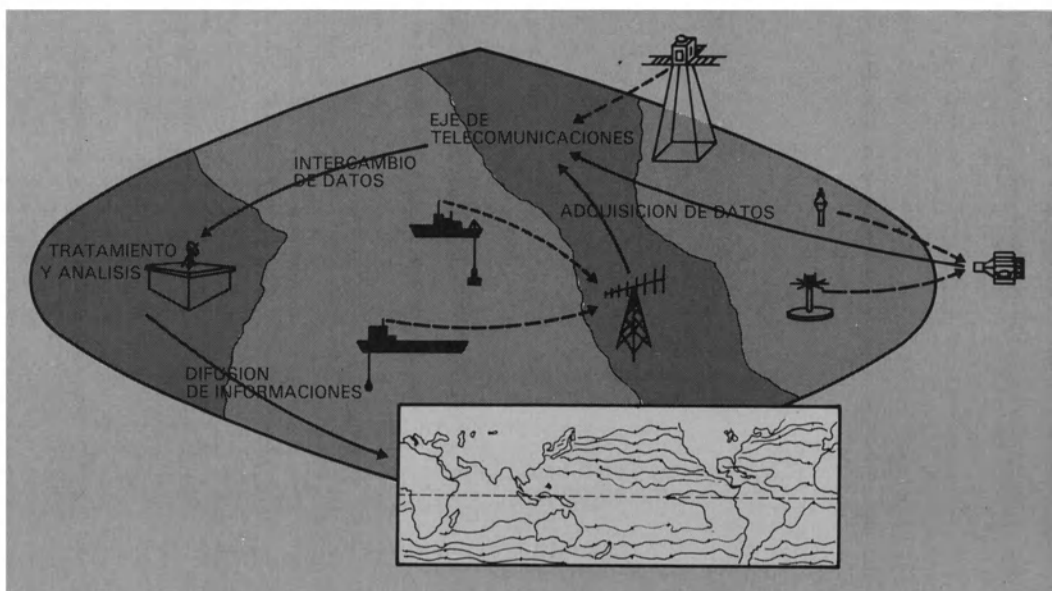 EJE DE
TELECOMUNICACIONES
INTERCAMBIO
DE DATOS
ADQUISICION DE DATOS
TRATAMIENTO
Y ANALISIS
DIFUSION
DE INFORMACIONES